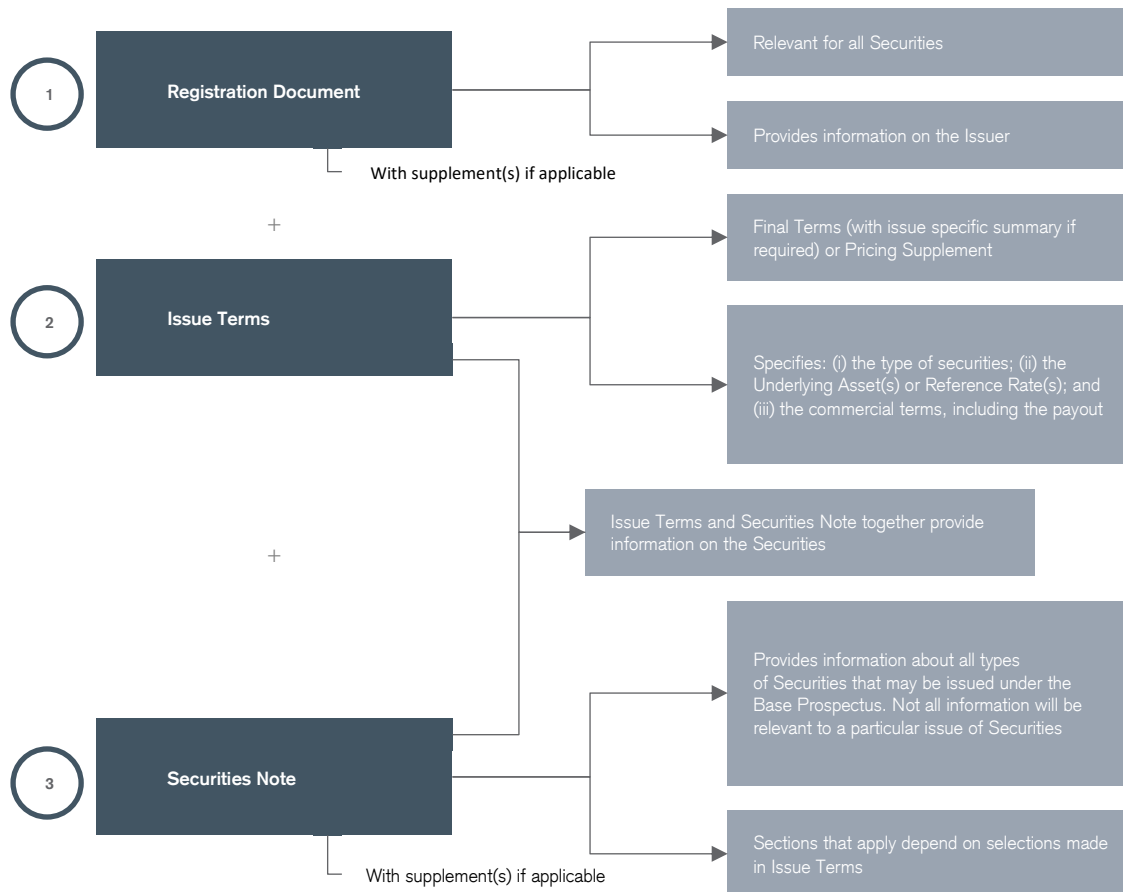 1
Registration Document
Relevant for all Securities
Provides information on the Issuer
With supplement(s) if applicable
+
2
Issue Terms
Final Terms (with issue specific summary if
required) or Pricing Supplement
Specifies: (i) the type of securities; (ii) the
Underlying Asset(s) or Reference Rate(s); and
(iii) the commercial terms, including the payout
Issue Terms and Securities Note together provide
information on the Securities
+
3
Securities Note
Provides information about all types
of Securities that may be issued under the
Base Prospectus. Not all information will be
relevant to a particular issue of Securities
Sections that apply depend on selections made
in Issue Terms
With supplement(s) if applicable